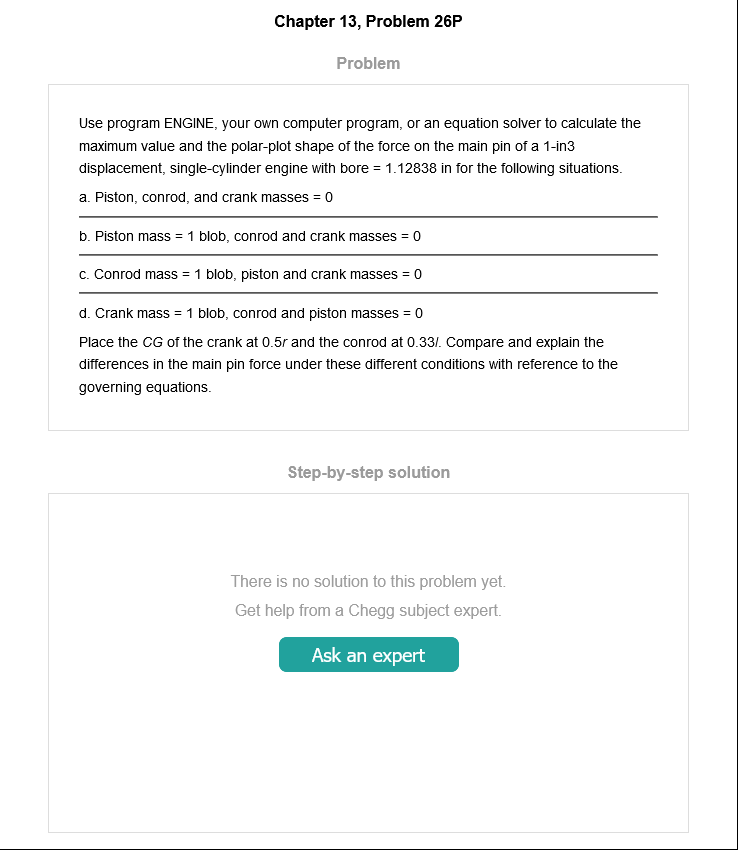 Chapter 13, Problem 26P
Problem
Use program ENGINE, your own computer program, or an equation solver to calculate the
maximum value and the polar-plot shape of the force on the main pin of a 1-in3
displacement, single-cylinder engine with bore = 1.12838 in for the following situations.
a. Piston, conrod, and crank masses = 0
b. Piston mass = 1 blob, conrod and crank masses = 0
c. Conrod mass = 1 blob, piston and crank masses = 0
d. Crank mass = 1 blob, conrod and piston masses = 0
Place the CG of the crank at 0.5r and the conrod at 0.33l. Compare and explain the
differences in the main pin force under these different conditions with reference to the
governing equations.
Step-by-step solution
There is no solution to this problem yet.
Get help from a Chegg subject expert.
Ask an expert